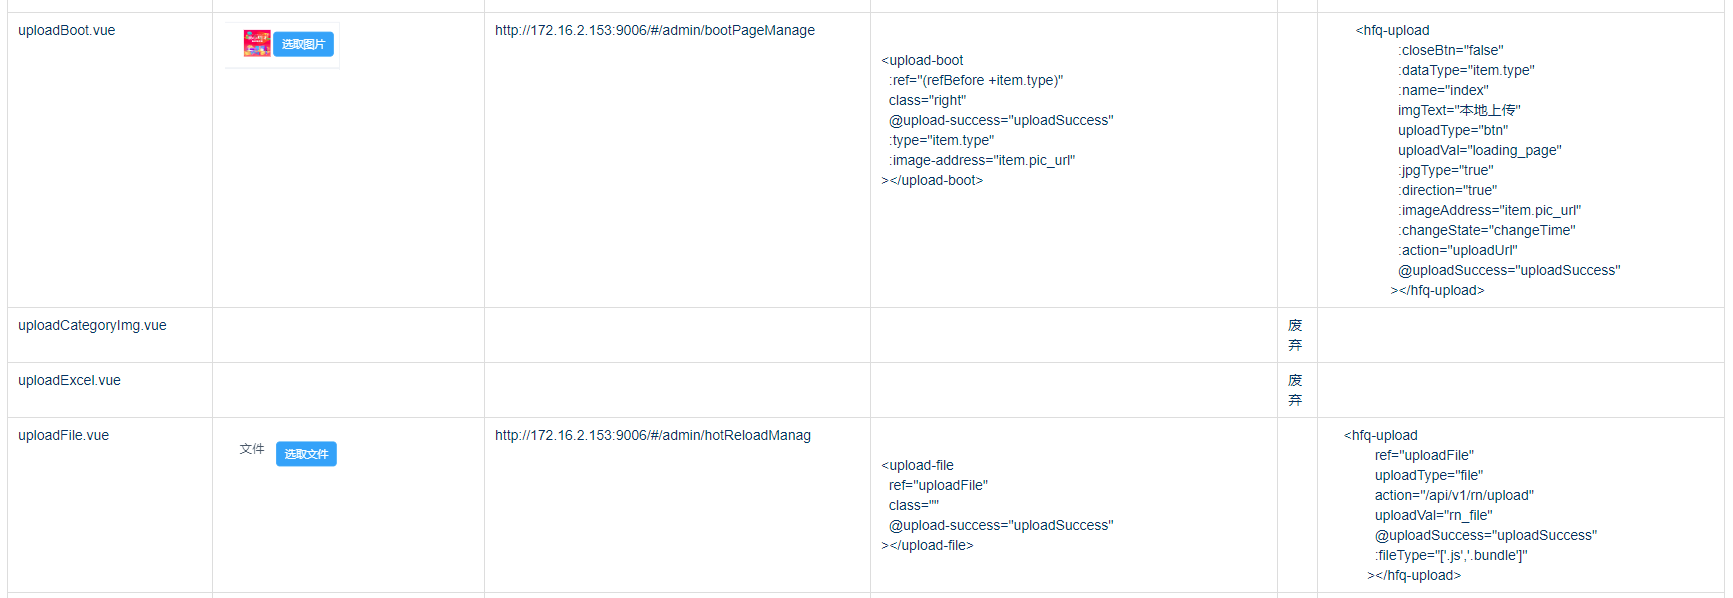 uploadBoot.vue
选取图片
http://172.16.2.153:9006/#/admin/bootPageManage
<upload-boot
:ref="(refBefore +item.type)"
class="right"
@upload-success="uploadSuccess"
:type="item.type"
:image-address="item.pic_url"
></upload-boot>
<hfq-upload
:closeBtn="false"
:dataType="item.type"
:name="index"
imgText="本地上传"
uploadType="btn"
uploadVal="loading_page"
:jpgType="true"
:direction="true"
:imageAddress="item.pic_url"
:changeState="changeTime"
:action="uploadUrl"
@uploadSuccess="uploadSuccess"
></hfq-upload>
uploadCategoryImg.vue
废
弃
uploadExcel.vue
废
弃
uploadFile.vue
文件
选取文件
http://172.16.2.153:9006/#/admin/hotReloadManag
<upload-file
ref="uploadFile"
class=""
@upload-success="uploadSuccess"
></upload-file>
<hfq-upload
ref="uploadFile"
uploadType="file"
action="/api/v1/rn/upload"
uploadVal="rn_file"
@uploadSuccess="uploadSuccess"
:fileType="['.js','.bundle']"
></hfq-upload>